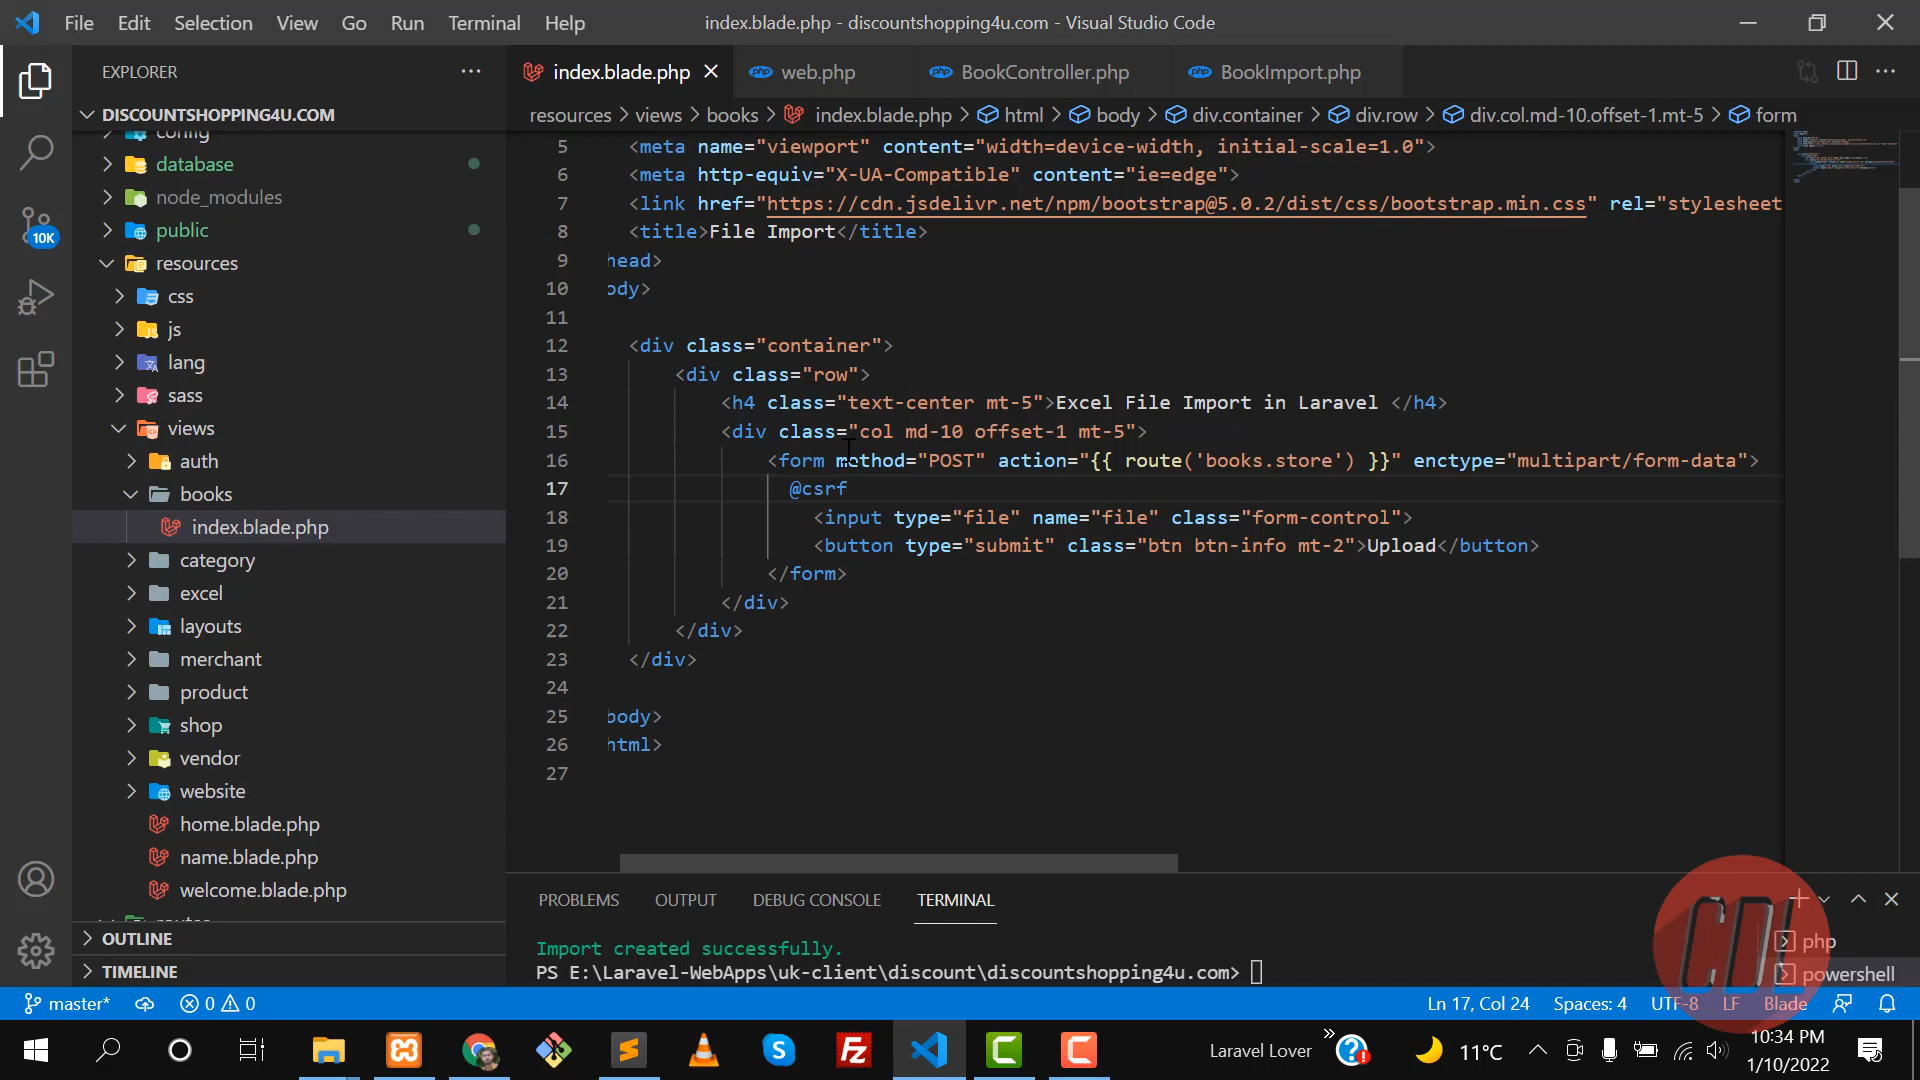 File Edit Selection View Go Run Terminal Help index.blade.php - discountshopping4u.com - Visual Studio Code
EXPLORER
index.blade.php web.php BookController.php BookImport.php
DISCOUNTSHOPPING4U.COM
resources > views > books > index.blade.php > html > body > div.container > div.row > div.col.md-10.offset-1.mt-5 > form
config
database
node_modules
public
resources
css
js
lang
sass
views
auth
books
index.blade.php
category
excel
layouts
merchant
product
shop
vendor
website
home.blade.php
name.blade.php
welcome.blade.php
OUTLINE
TIMELINE
10K
5 <meta name="viewport" content="width=device-width, initial-scale=1.0">
6 <meta http-equiv="X-UA-Compatible" content="ie=edge">
7 <link href="https://cdn.jsdelivr.net/npm/bootstrap@5.0.2/dist/css/bootstrap.min.css" rel="stylesheet
8 <title>File Import</title>
9 head>
10 ody>
11
12 <div class="container">
13 <div class="row">
14 <h4 class="text-center mt-5">Excel File Import in Laravel </h4>
15 <div class="col md-10 offset-1 mt-5">
16 <form method="POST" action="{{ route('books.store') }}" enctype="multipart/form-data">
17 @csrf
18 <input type="file" name="file" class="form-control">
19 <button type="submit" class="btn btn-info mt-2">Upload</button>
20 </form>
21 </div>
22 </div>
23 </div>
24
25 body>
26 html>
27
PROBLEMS OUTPUT DEBUG CONSOLE TERMINAL
Import created successfully.
PS E:\Laravel-WebApps\uk-client\discount\discountshopping4u.com>
php
powershell
CDL
master* 0 0 Ln 17, Col 24 Spaces: 4 UTF-8 LF Blade
Laravel Lover 11°C 10:34 PM
1/10/2022